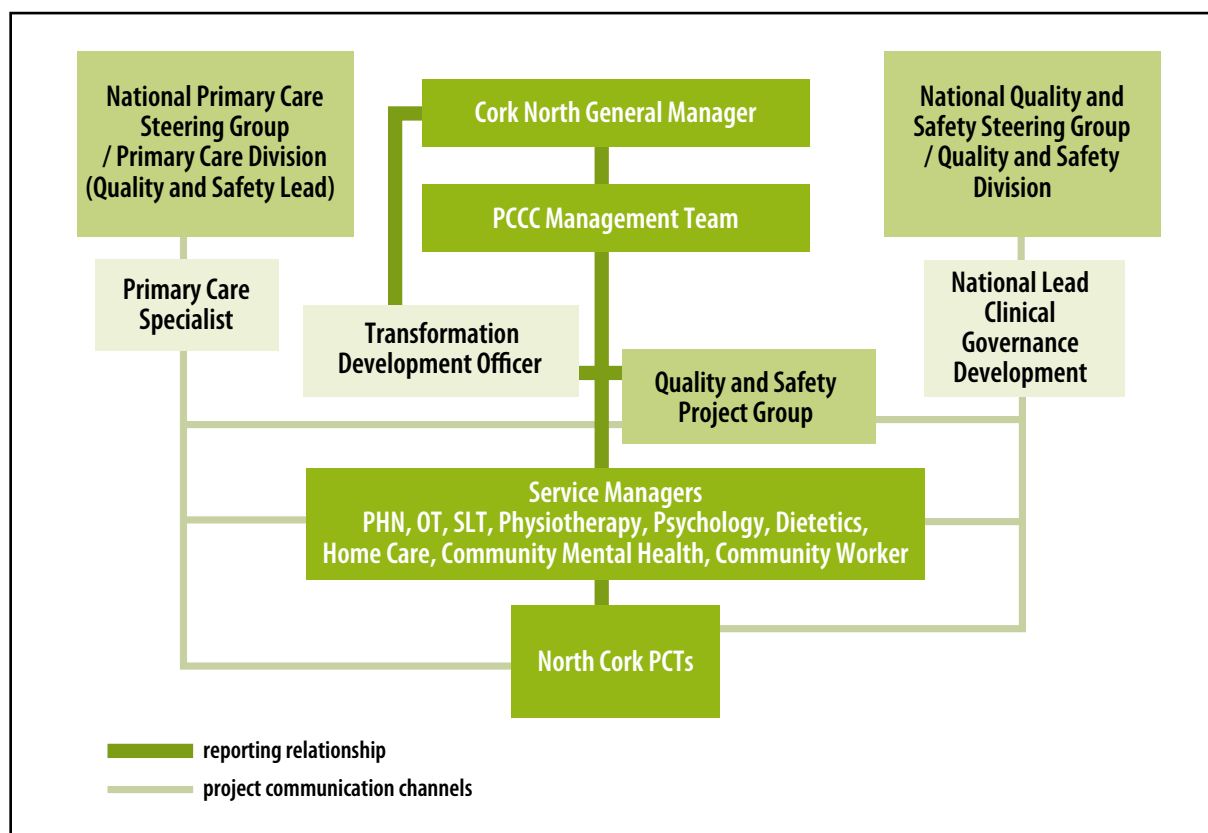 National Primary Care
Steering Group
/ Primary Care Division
(Quality and Safety Lead)
Cork North General Manager
National Quality and
Safety Steering Group
/ Quality and Safety
Division
PCCC Management Team
Primary Care
Specialist
Transformation
Development Officer
National Lead
Clinical
Governance
Development
Quality and Safety
Project Group
Service Managers
PHN, OT, SLT, Physiotherapy, Psychology, Dietetics,
Home Care, Community Mental Health, Community Worker
North Cork PCTs
reporting relationship
project communication channels